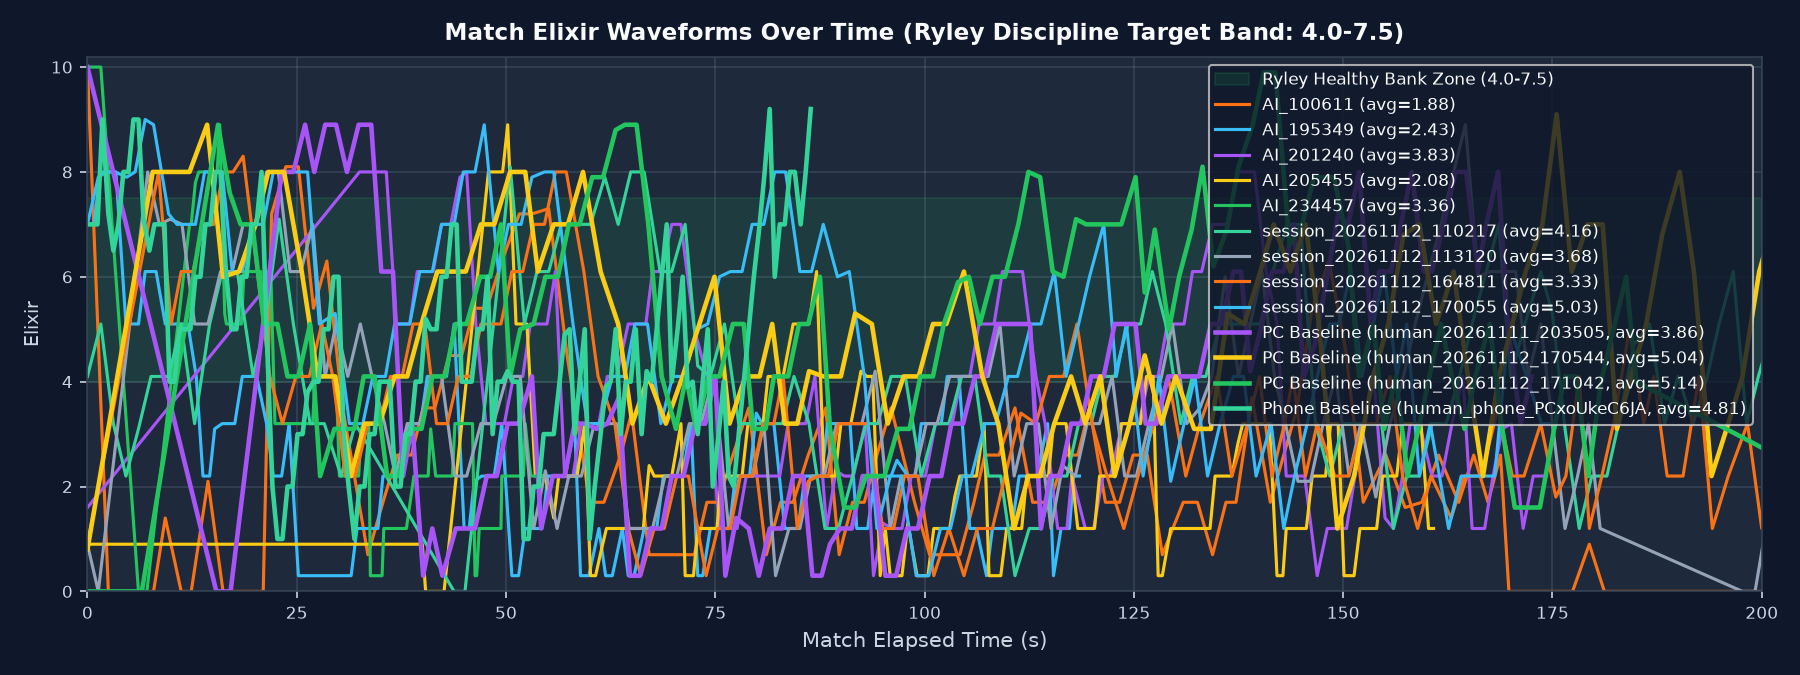 Match Elixir Waveforms Over Time (Ryley Discipline Target Band: 4.0-7.5)
Elixir
10
8
6
4
2
0
Ryley Healthy Bank Zone (4.0-7.5)
AI_100611 (avg=1.88)
AI_195349 (avg=2.43)
AI_201240 (avg=3.83)
AI_205455 (avg=2.08)
AI_234457 (avg=3.36)
session_20261112_110217 (avg=4.16)
session_20261112_113120 (avg=3.68)
session_20261112_164811 (avg=3.33)
session_20261112_170055 (avg=5.03)
PC Baseline (human_20261111_203505, avg=3.86)
PC Baseline (human_20261112_170544, avg=5.04)
PC Baseline (human_20261112_171042, avg=5.14)
Phone Baseline (human_phone_PCxoUkeC6JA, avg=4.81)
0 25 50 75 100 125 150 175 200
Match Elapsed Time (s)